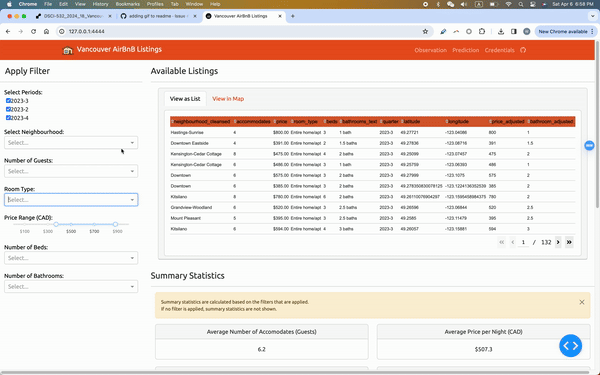 Chrome File Edit View History Bookmarks Profiles Tab Window Help
Sat Apr 6 6:58 PM
DSCI-532_2024_18_Vancou
adding gif to readme · Issue
Vancouver AirBnB Listings
127.0.0.1:4444
New Chrome available
Vancouver AirBnB Listings
Observation Prediction Credentials
Apply Filter
Select Periods:
2023-3
2023-2
2023-4
Select Neighbourhood:
Select...
Number of Guests:
Select...
Room Type:
Select...
Price Range (CAD):
$100 $300 $500 $700 $900
Number of Beds:
Select...
Number of Bathrooms:
Select...
Available Listings
View as List View in Map
neighbourhood_cleansed accommodates price room_type beds bathrooms_text quarter latitude longitude price_adjusted bathroom_adjusted
Hastings-Sunrise 4 $800.00 Entire home/apt 3 1 bath 2023-3 49.27721 -123.04088 800 1
Downtown Eastside 4 $391.00 Entire home/apt 2 1.5 baths 2023-3 49.27836 -123.08716 391 1.5
Kensington-Cedar Cottage 8 $475.00 Entire home/apt 4 2 baths 2023-3 49.25099 -123.07457 475 2
Kensington-Cedar Cottage 6 $486.00 Entire home/apt 3 1 bath 2023-3 49.25759 -123.06393 486 1
Downtown 6 $575.00 Entire home/apt 3 2 baths 2023-3 49.27999 -123.1075 575 2
Downtown 6 $385.00 Entire home/apt 3 2 baths 2023-3 49.278350830078125 -123.1224136352539 385 2
Kitsilano 8 $780.00 Entire home/apt 6 2 baths 2023-3 49.26110076904297 -123.1595458984375 780 2
Grandview-Woodland 6 $520.00 Entire home/apt 3 2.5 baths 2023-3 49.26596 -123.06844 520 2.5
Mount Pleasant 5 $395.00 Entire home/apt 3 2.5 baths 2023-3 49.2585 -123.11479 395 2.5
Kitsilano 6 $594.00 Entire home/apt 4 3 baths 2023-3 49.26057 -123.15881 594 3
1 / 132
Summary Statistics
Summary statistics are calculated based on the filters that are applied.
If no filter is applied, summary statistics are not shown.
Average Number of Accomodates (Guests)
6.2
Average Price per Night (CAD)
$507.3